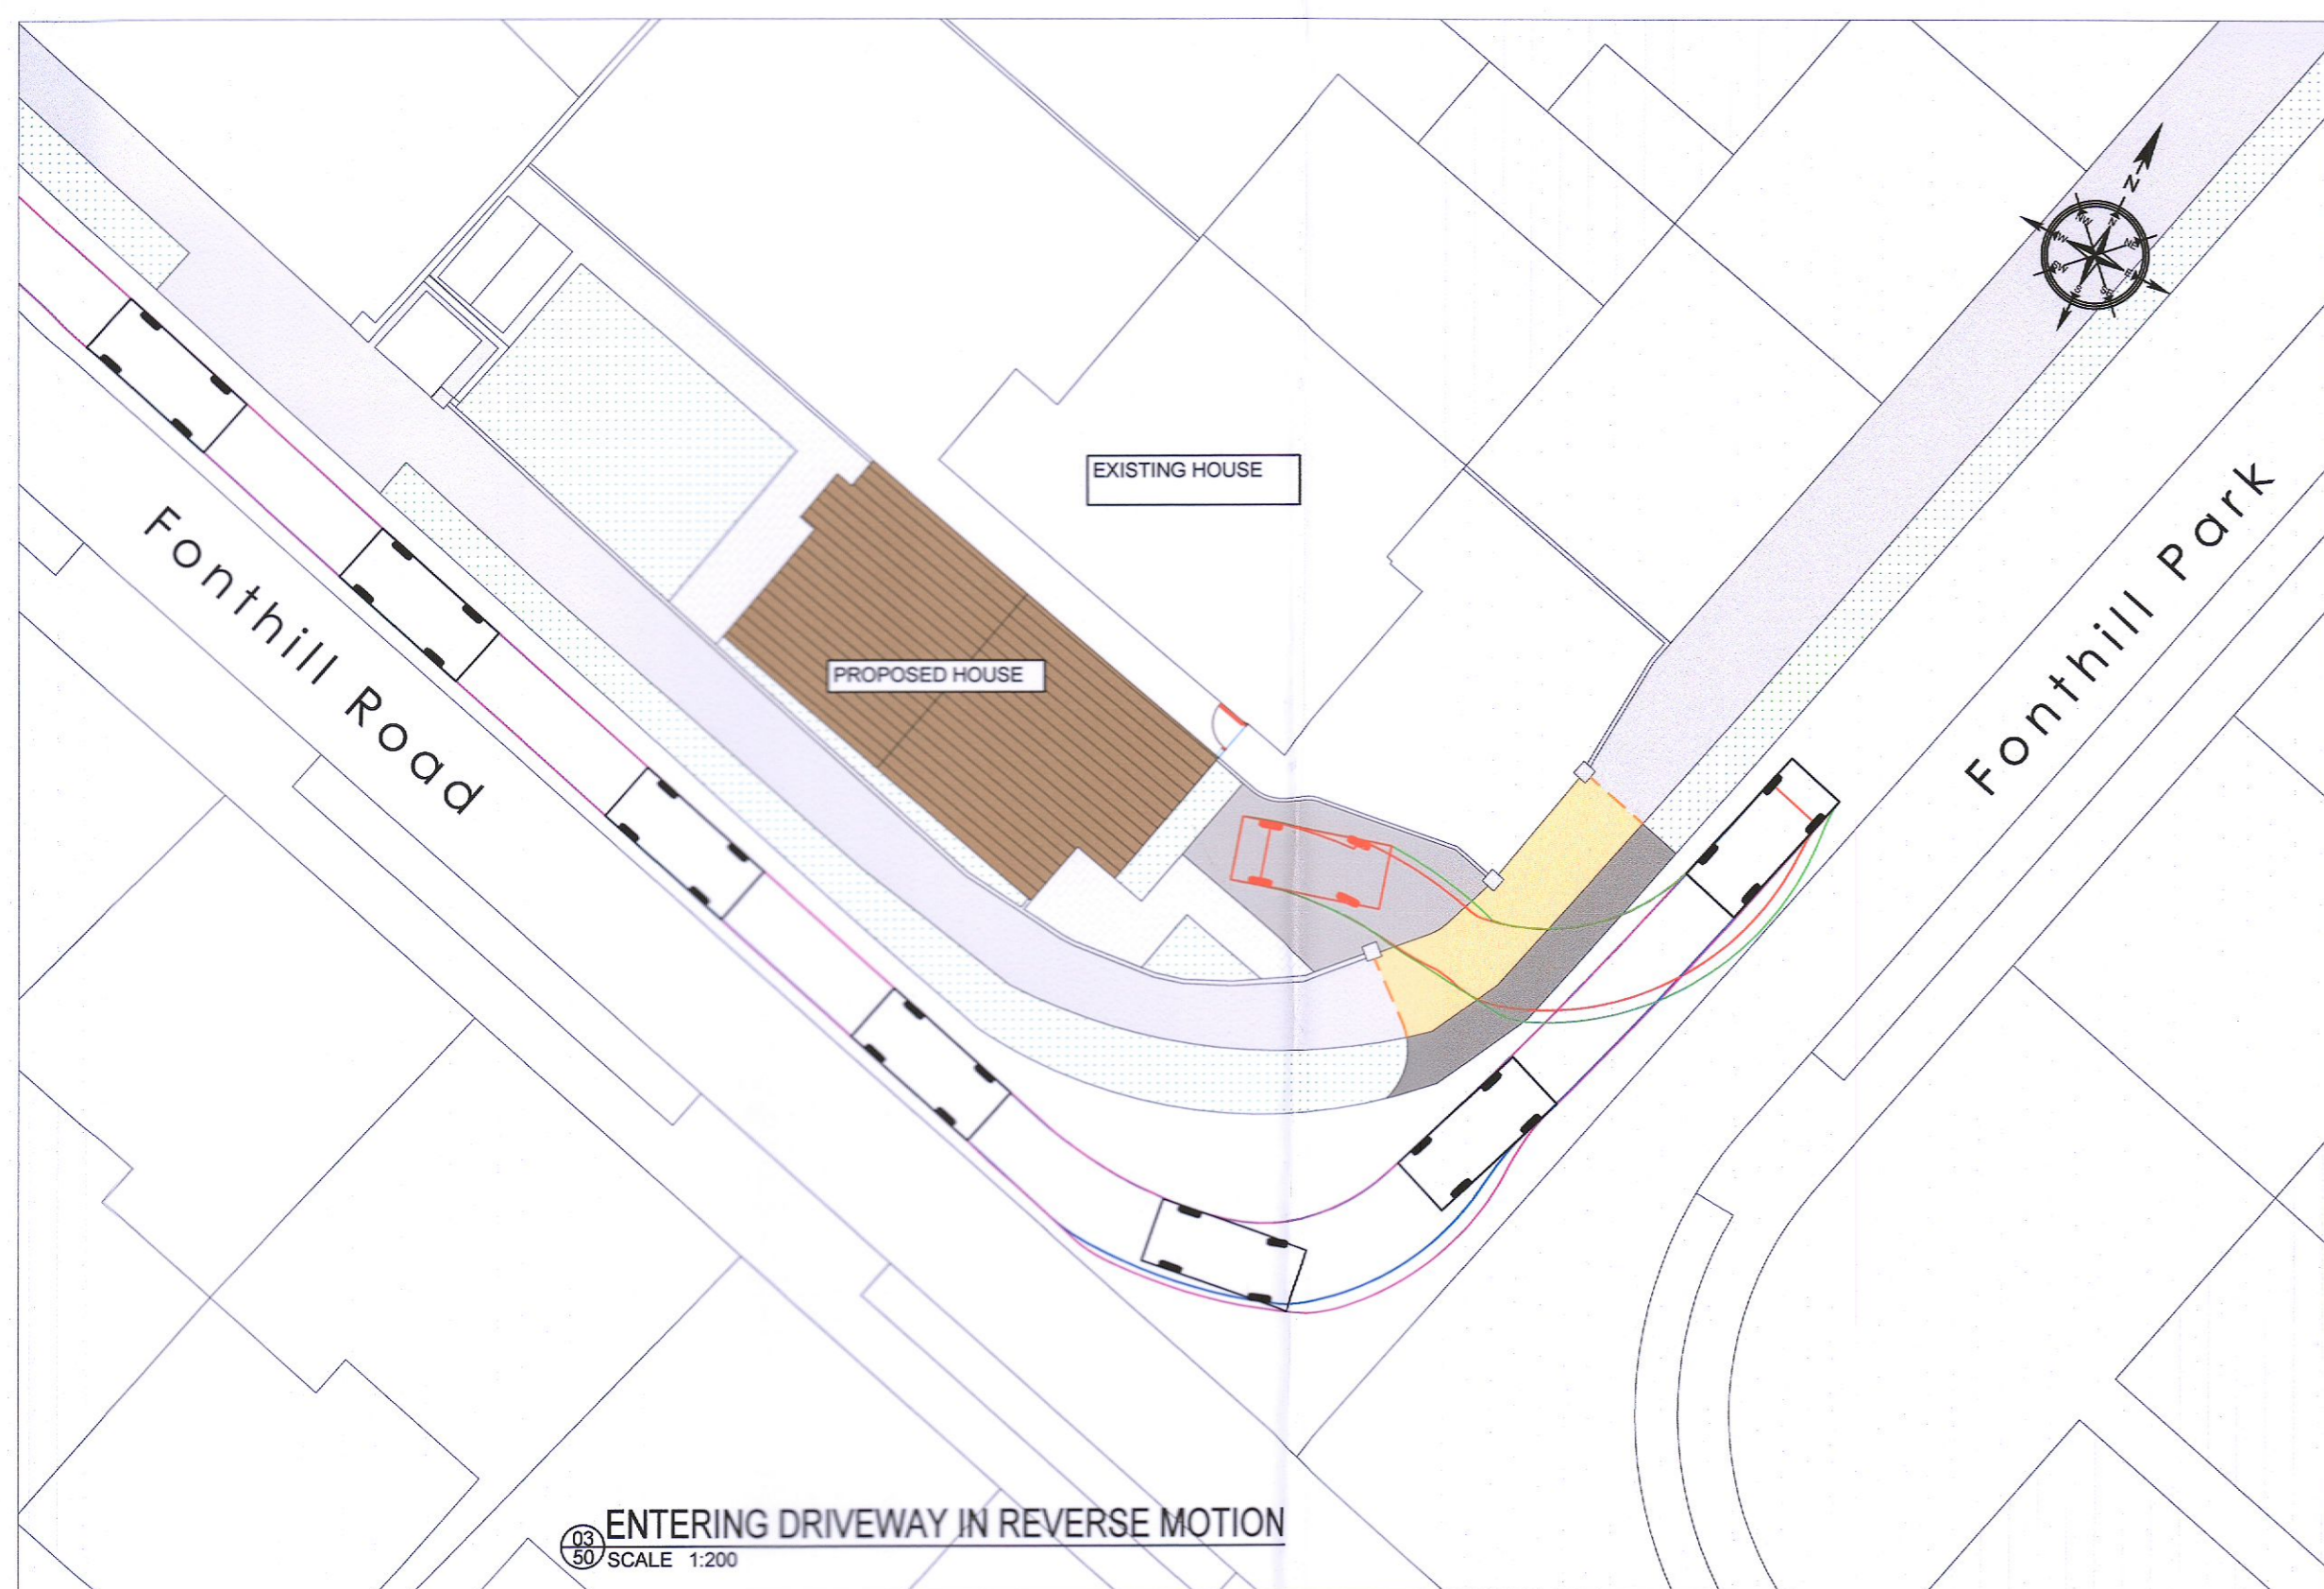 N
EXISTING HOUSE
PROPOSED HOUSE
Fonthill Road
Fonthill Park
03
50
ENTERING DRIVEWAY IN REVERSE MOTION
SCALE 1:200